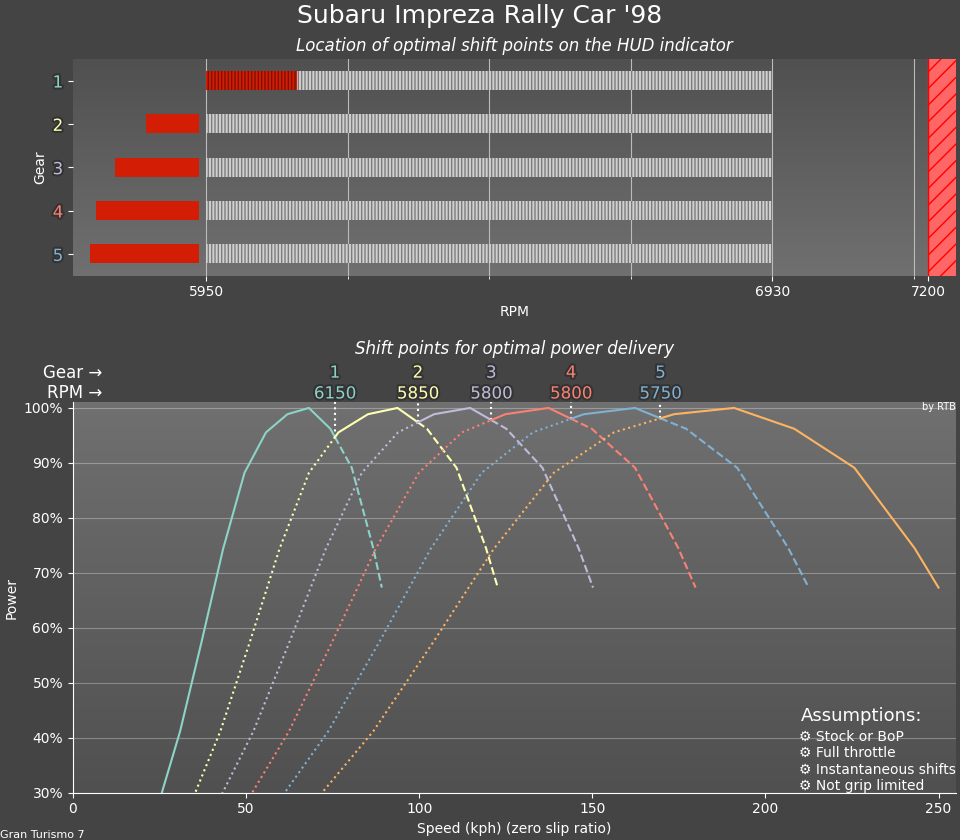 Subaru Impreza Rally Car '98
Location of optimal shift points on the HUD indicator
Gear
1
2
3
4
5
5950
6930
7200
RPM
Shift points for optimal power delivery
Gear → 1 2 3 4 5
RPM → 6150 5850 5800 5800 5750
by RTB
Power
100%
90%
80%
70%
60%
50%
40%
30%
Assumptions:
⚙ Stock or BoP
⚙ Full throttle
⚙ Instantaneous shifts
⚙ Not grip limited
0 50 100 150 200 250
Speed (kph) (zero slip ratio)
Gran Turismo 7